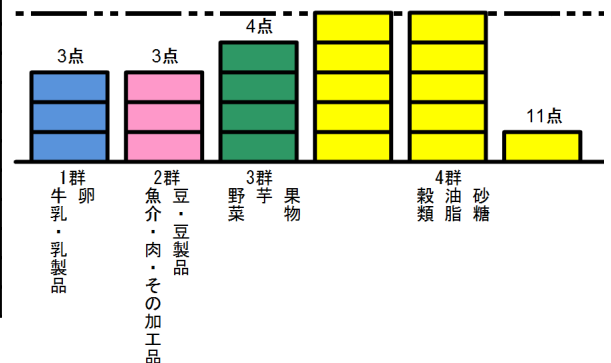 3点
3点
4点
11点
1群
卵
牛乳・乳製品
2群
豆・豆製品
魚介・肉・その加工品
3群
果物
芋
野菜
4群
砂糖
油脂
穀類